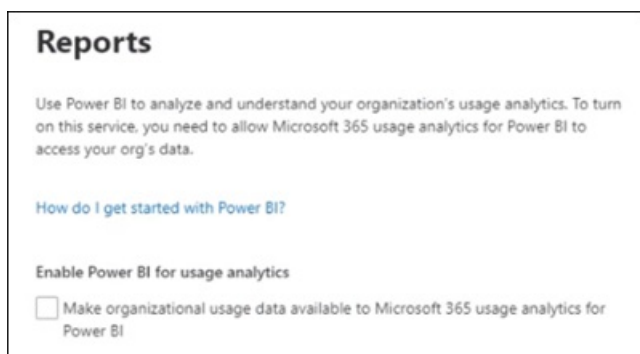 Reports
Use Power BI to analyze and understand your organization's usage analytics. To turn
on this service, you need to allow Microsoft 365 usage analytics for Power BI to
access your org's data.
How do I get started with Power BI?
Enable Power BI for usage analytics
Make organizational usage data available to Microsoft 365 usage analytics for
Power BI